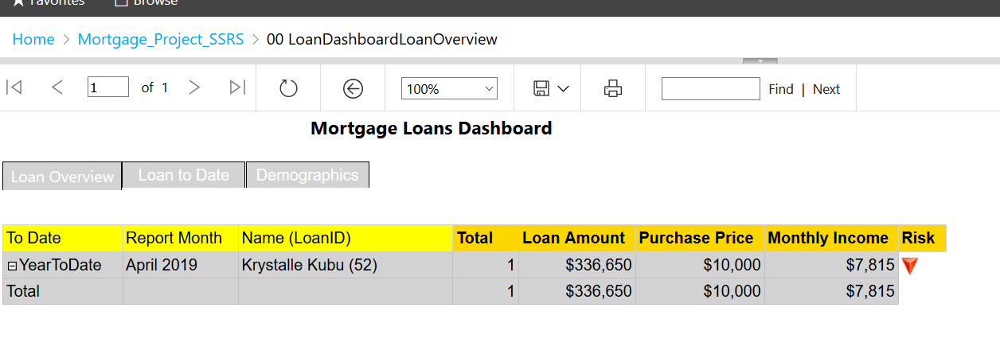 Favorites Browse
Home > Mortgage_Project_SSRS > 00 LoanDashboardLoanOverview
1 of 1 100% Find | Next
Mortgage Loans Dashboard
Loan Overview Loan to Date Demographics
To Date Report Month Name (LoanID) Total Loan Amount Purchase Price Monthly Income Risk
YearToDate April 2019 Krystalle Kubu (52) 1 $336,650 $10,000 $7,815
Total 1 $336,650 $10,000 $7,815